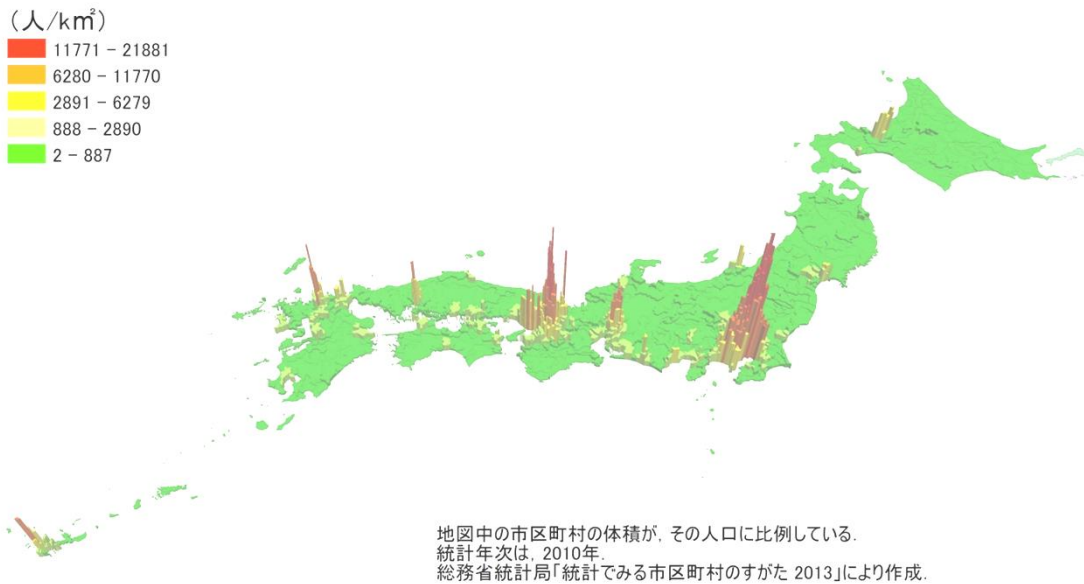 (人/km²)
11771 - 21881
6280 - 11770
2891 - 6279
888 - 2890
2 - 887
地図中の市区町村の体積が, その人口に比例している.
統計年次は, 2010年.
総務省統計局「統計でみる市区町村のすがた 2013」により作成.